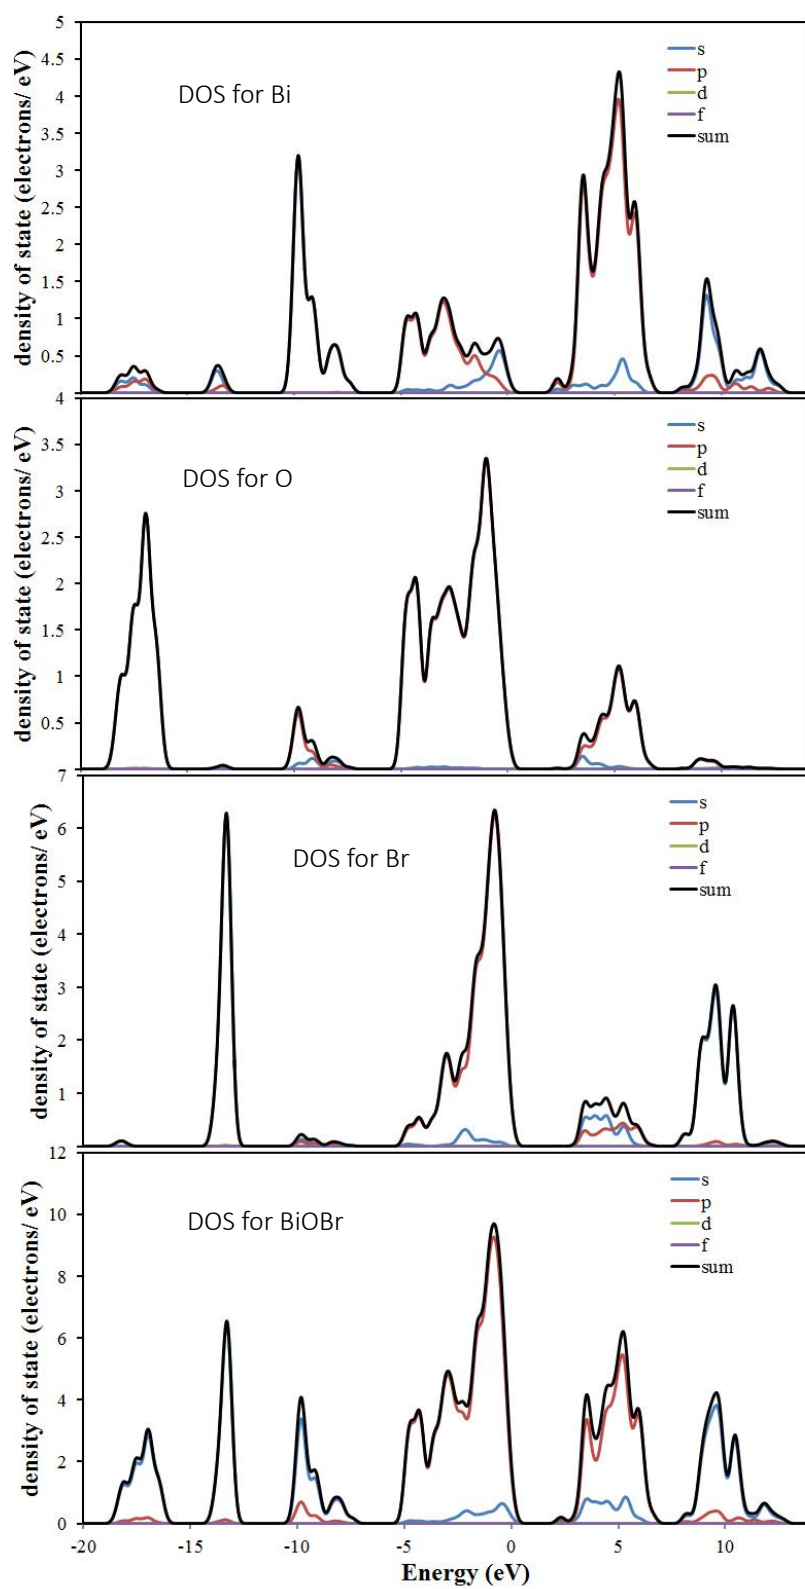 5
4.5
4
3.5
3
2.5
2
1.5
1
0.5
density of state (electrons/ eV)
DOS for Bi
s
p
d
f
sum
4
3.5
3
2.5
2
1.5
1
0.5
density of state (electrons/ eV)
DOS for O
s
p
d
f
sum
7
6
5
4
3
2
1
density of state (electrons/ eV)
DOS for Br
s
p
d
f
sum
12
10
8
6
4
2
0
density of state (electrons/ eV)
DOS for BiOBr
s
p
d
f
sum
-20 -15 -10 -5 0 5 10
Energy (eV)